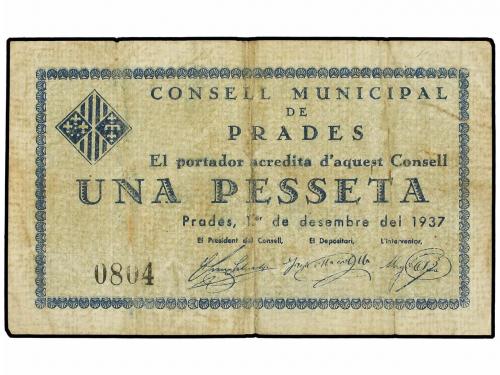 CONSELL MUNICIPAL
DE
PRADES
El portador acredita d'aquest Consell
UNA PESSETA
Prades, 1er de desembre del 1937
El President del Consell, El Depositari, L'interventor,
0804